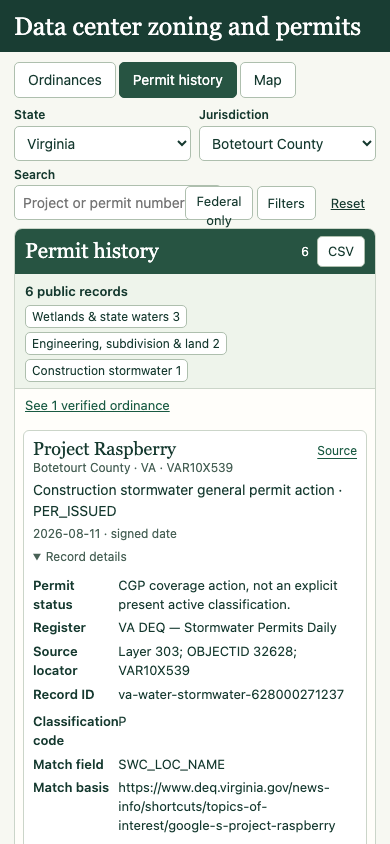 Data center zoning and permits
Ordinances Permit history Map
State Jurisdiction
Virginia Botetourt County
Search
Project or permit number Federal only Filters Reset
Permit history 6 CSV
6 public records
Wetlands & state waters 3
Engineering, subdivision & land 2
Construction stormwater 1
See 1 verified ordinance
Project Raspberry Source
Botetourt County · VA · VAR10X539
Construction stormwater general permit action ·
PER_ISSUED
2026-08-11 · signed date
▼ Record details
Permit status CGP coverage action, not an explicit
present active classification.
Register VA DEQ — Stormwater Permits Daily
Source locator Layer 303; OBJECTID 32628;
VAR10X539
Record ID va-water-stormwater-628000271237
Classification code P
Match field SWC_LOC_NAME
Match basis https://www.deq.virginia.gov/news-
info/shortcuts/topics-of-
interest/google-s-project-raspberry